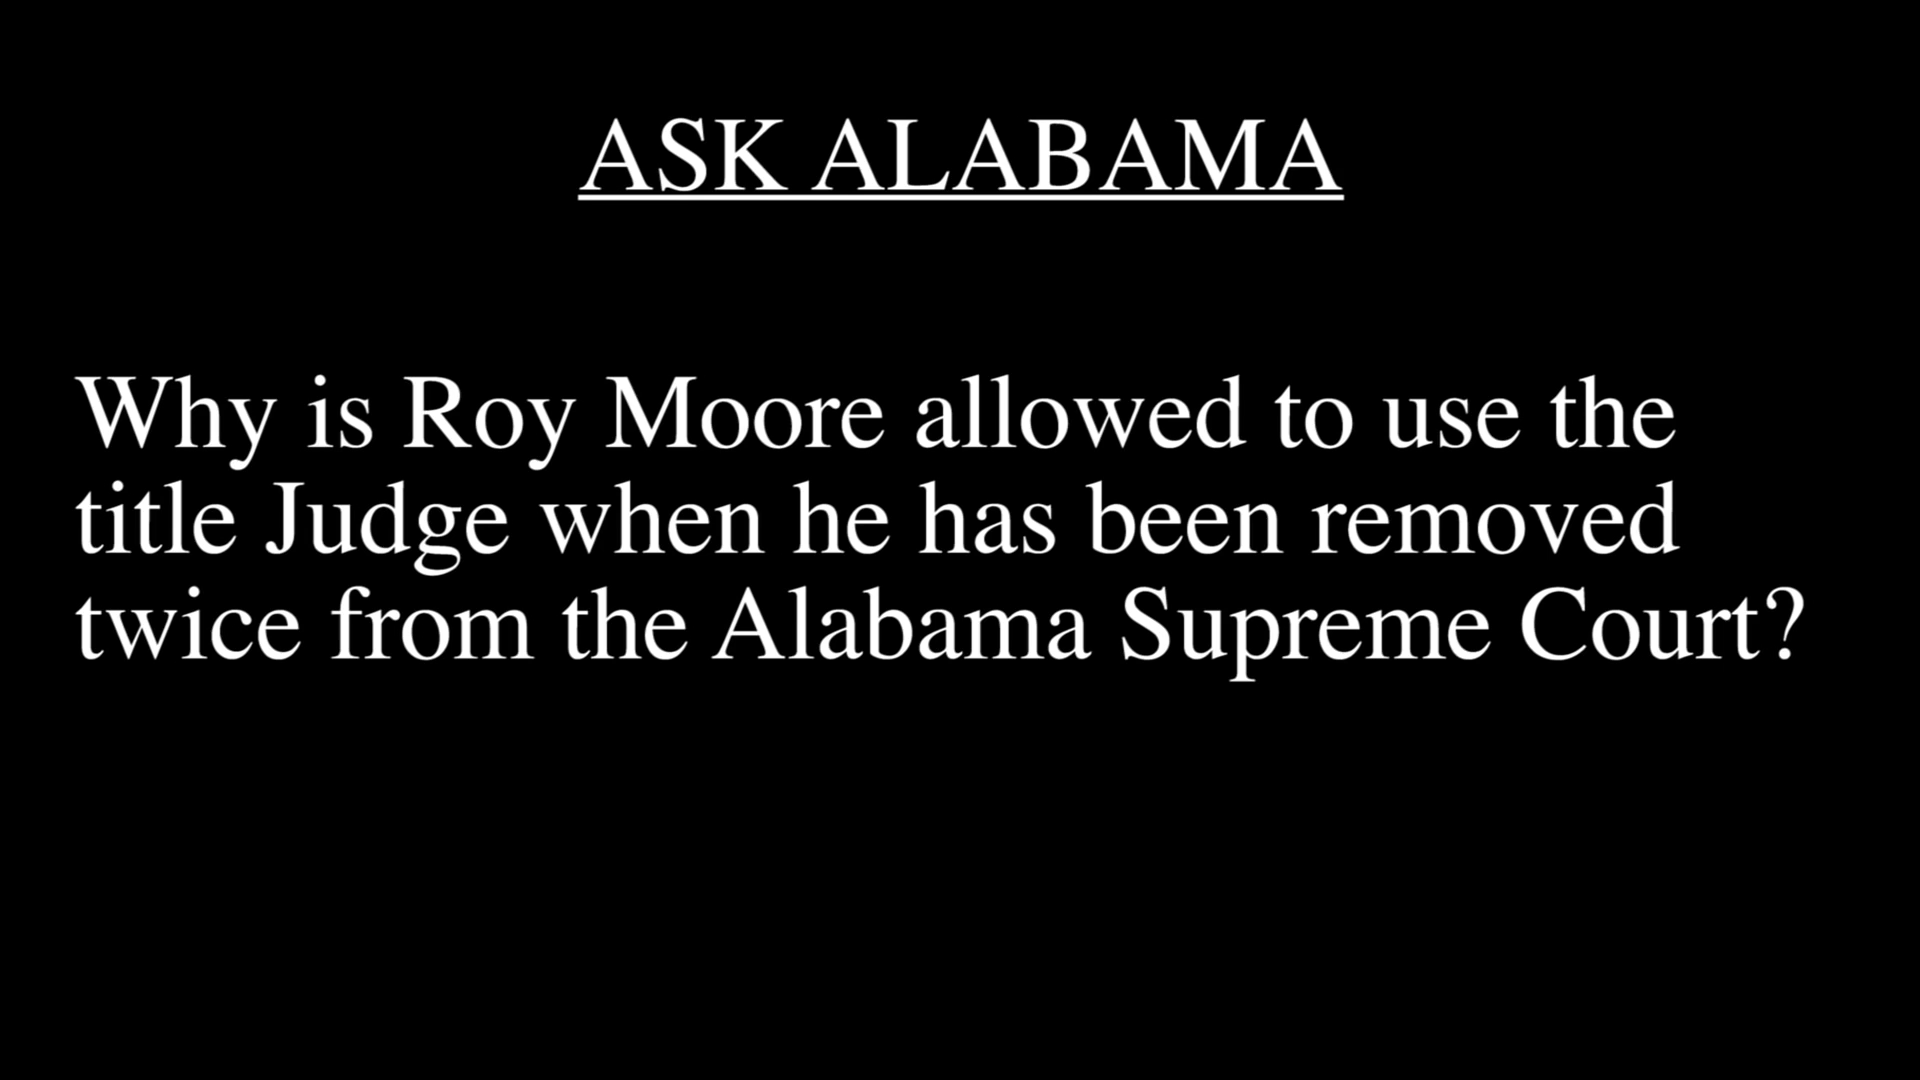 ASK ALABAMA
Why is Roy Moore allowed to use the
title Judge when he has been removed
twice from the Alabama Supreme Court?